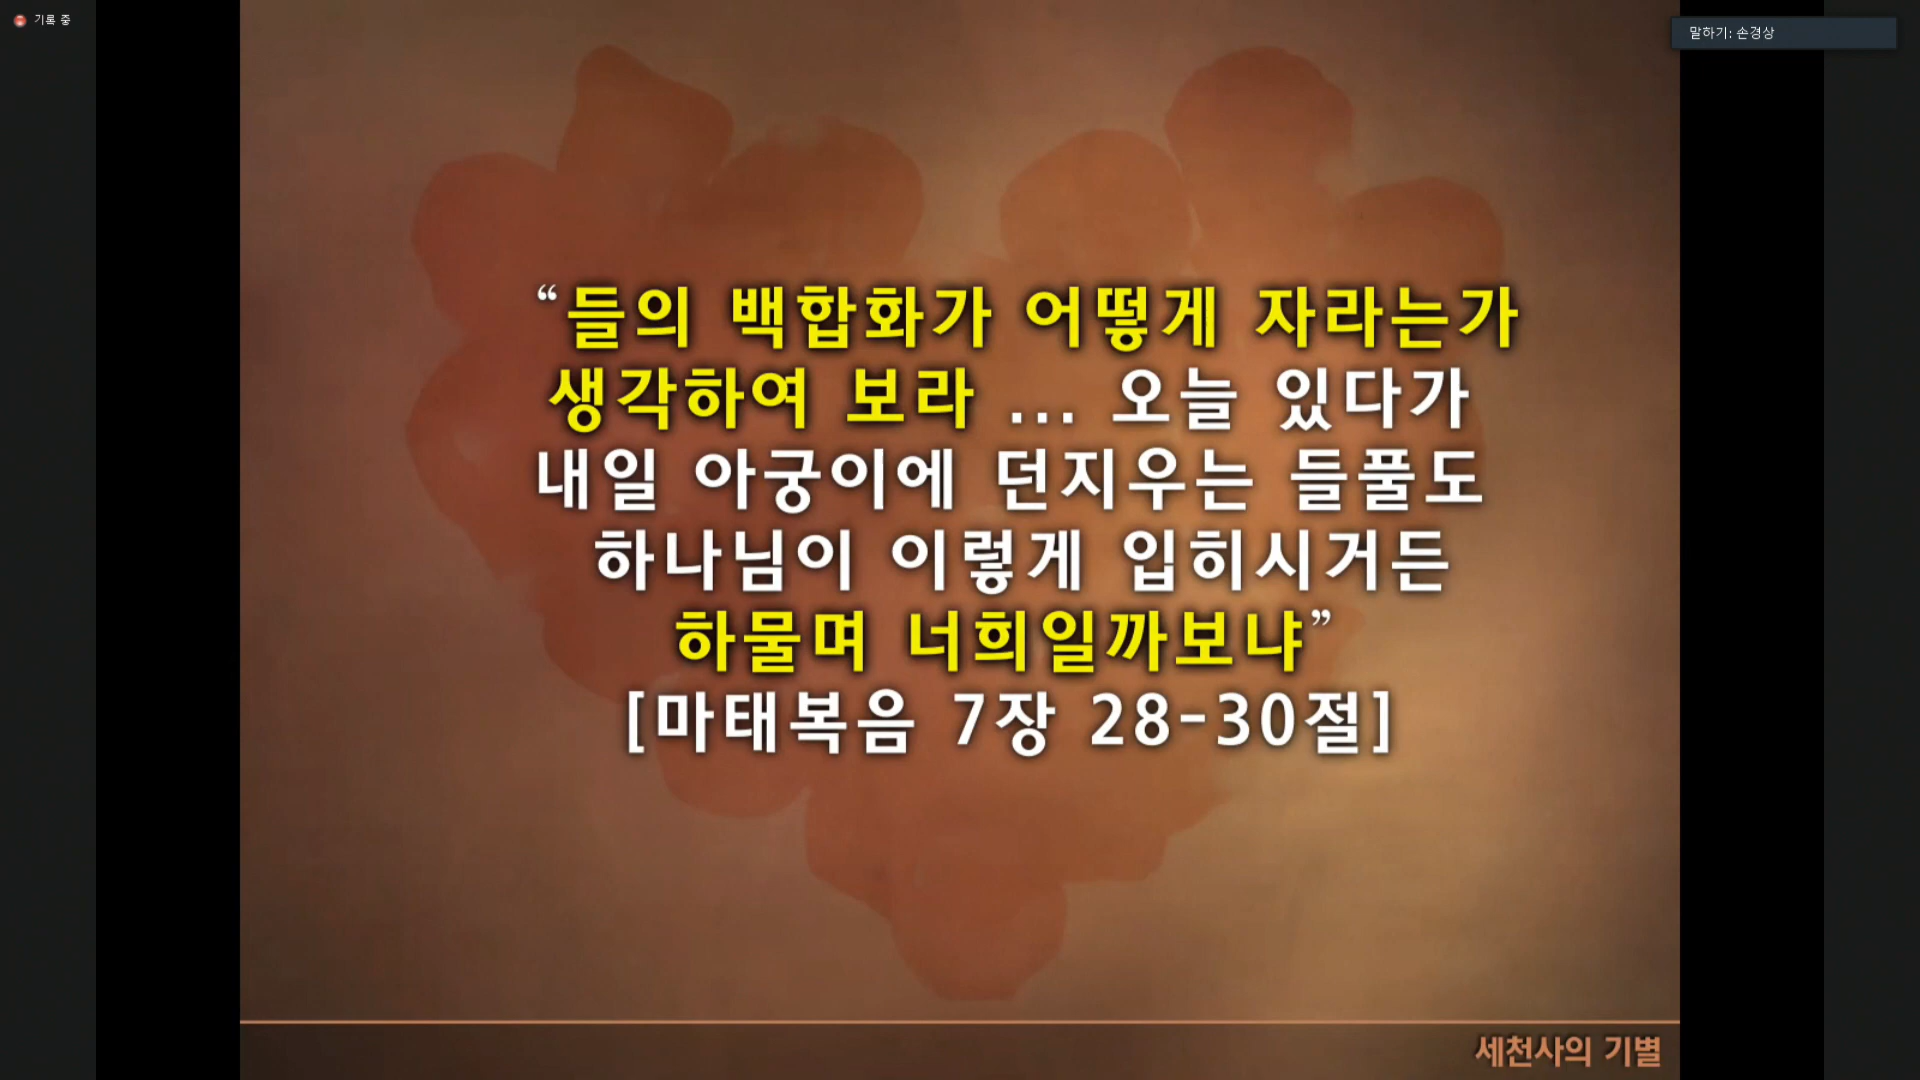 기록 중
말하기: 손경상
“들의 백합화가 어떻게 자라는가
생각하여 보라 ... 오늘 있다가
내일 아궁이에 던지우는 들풀도
하나님이 이렇게 입히시거든
하물며 너희일까보냐”
[마태복음 7장 28-30절]
세천사의 기별